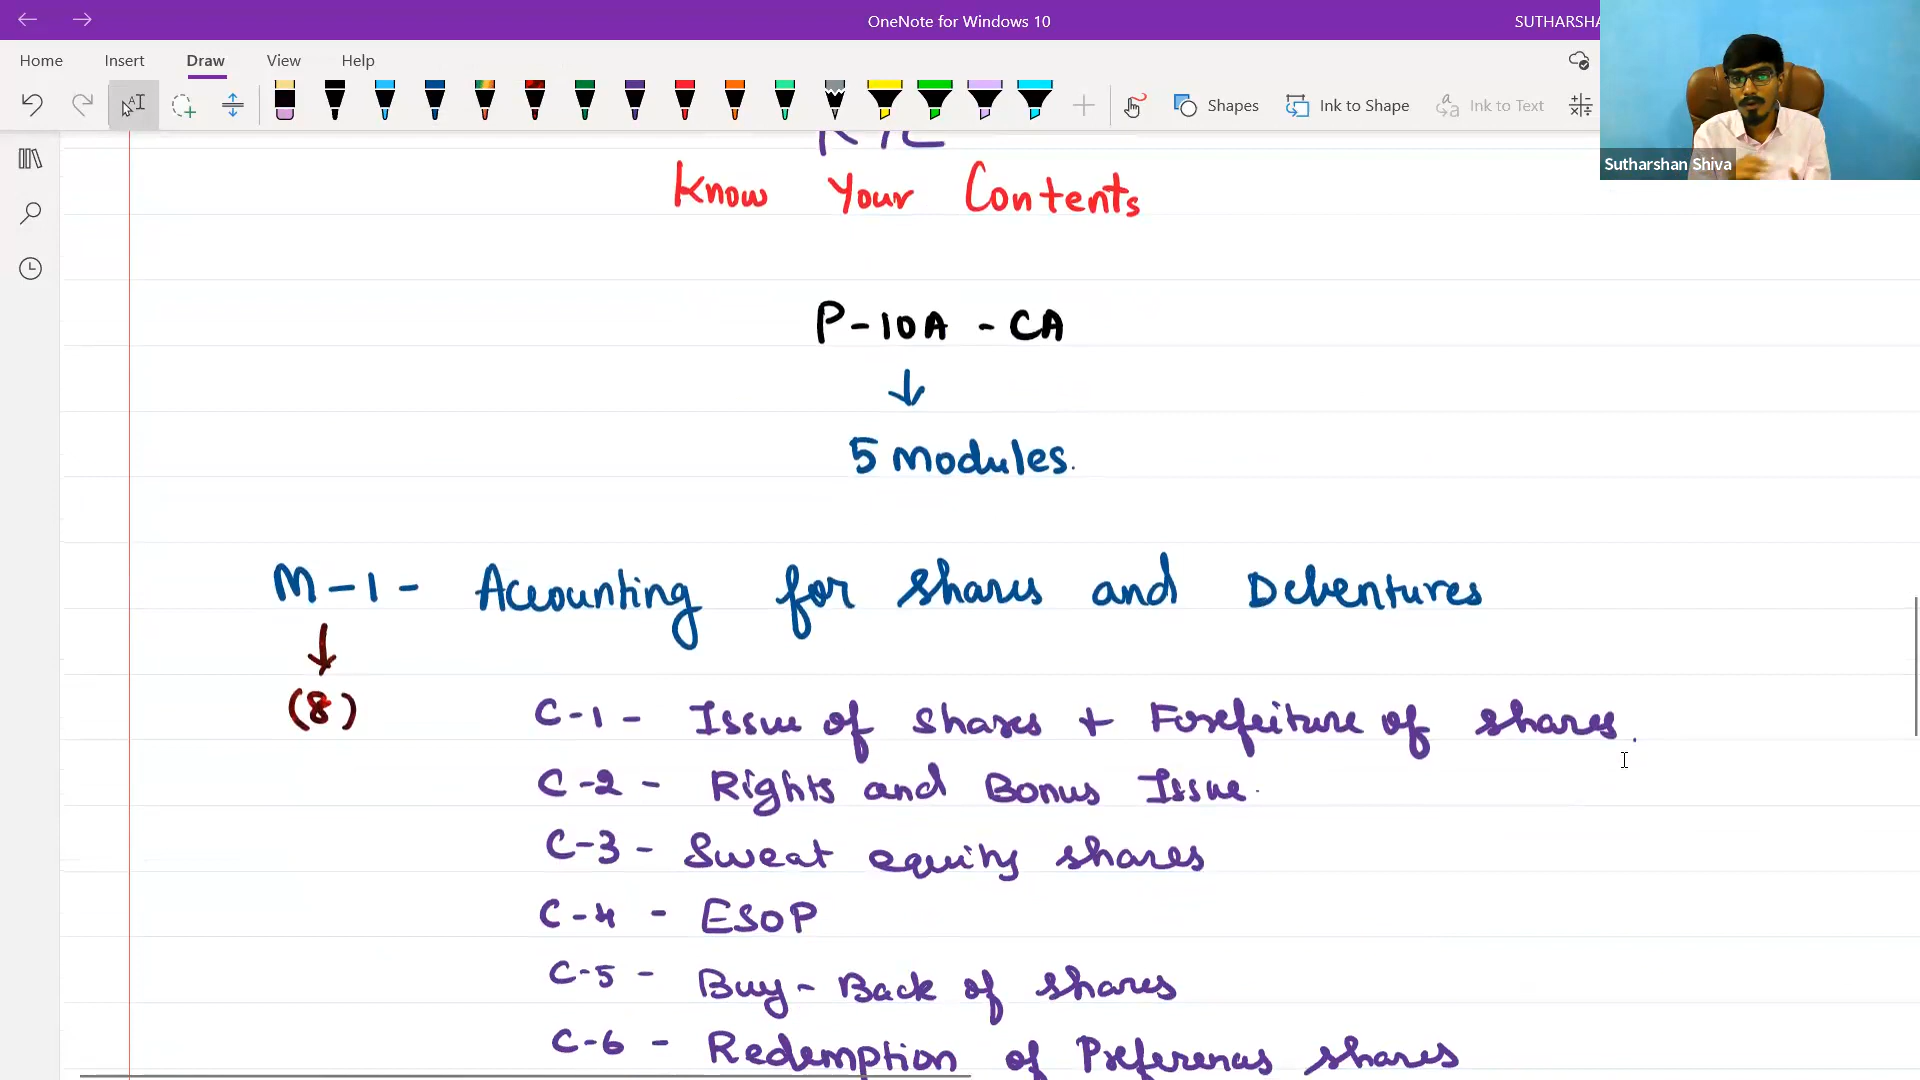 OneNote for Windows 10
SUTHARSHA
Home Insert Draw View Help
Shapes Ink to Shape Ink to Text
Sutharshan Shiva
KYC
Know Your Contents
P-10A - CA
5 Modules.
M-1- Accounting for shares and Debentures
(8)
C-1- Issue of shares + Forefeiture of shares.
C-2- Rights and Bonus Issue.
C-3- Sweat equity shares
C-4 - ESOP
C-5 - Buy-Back of shares
C-6 - Redemption of Preferenas shares